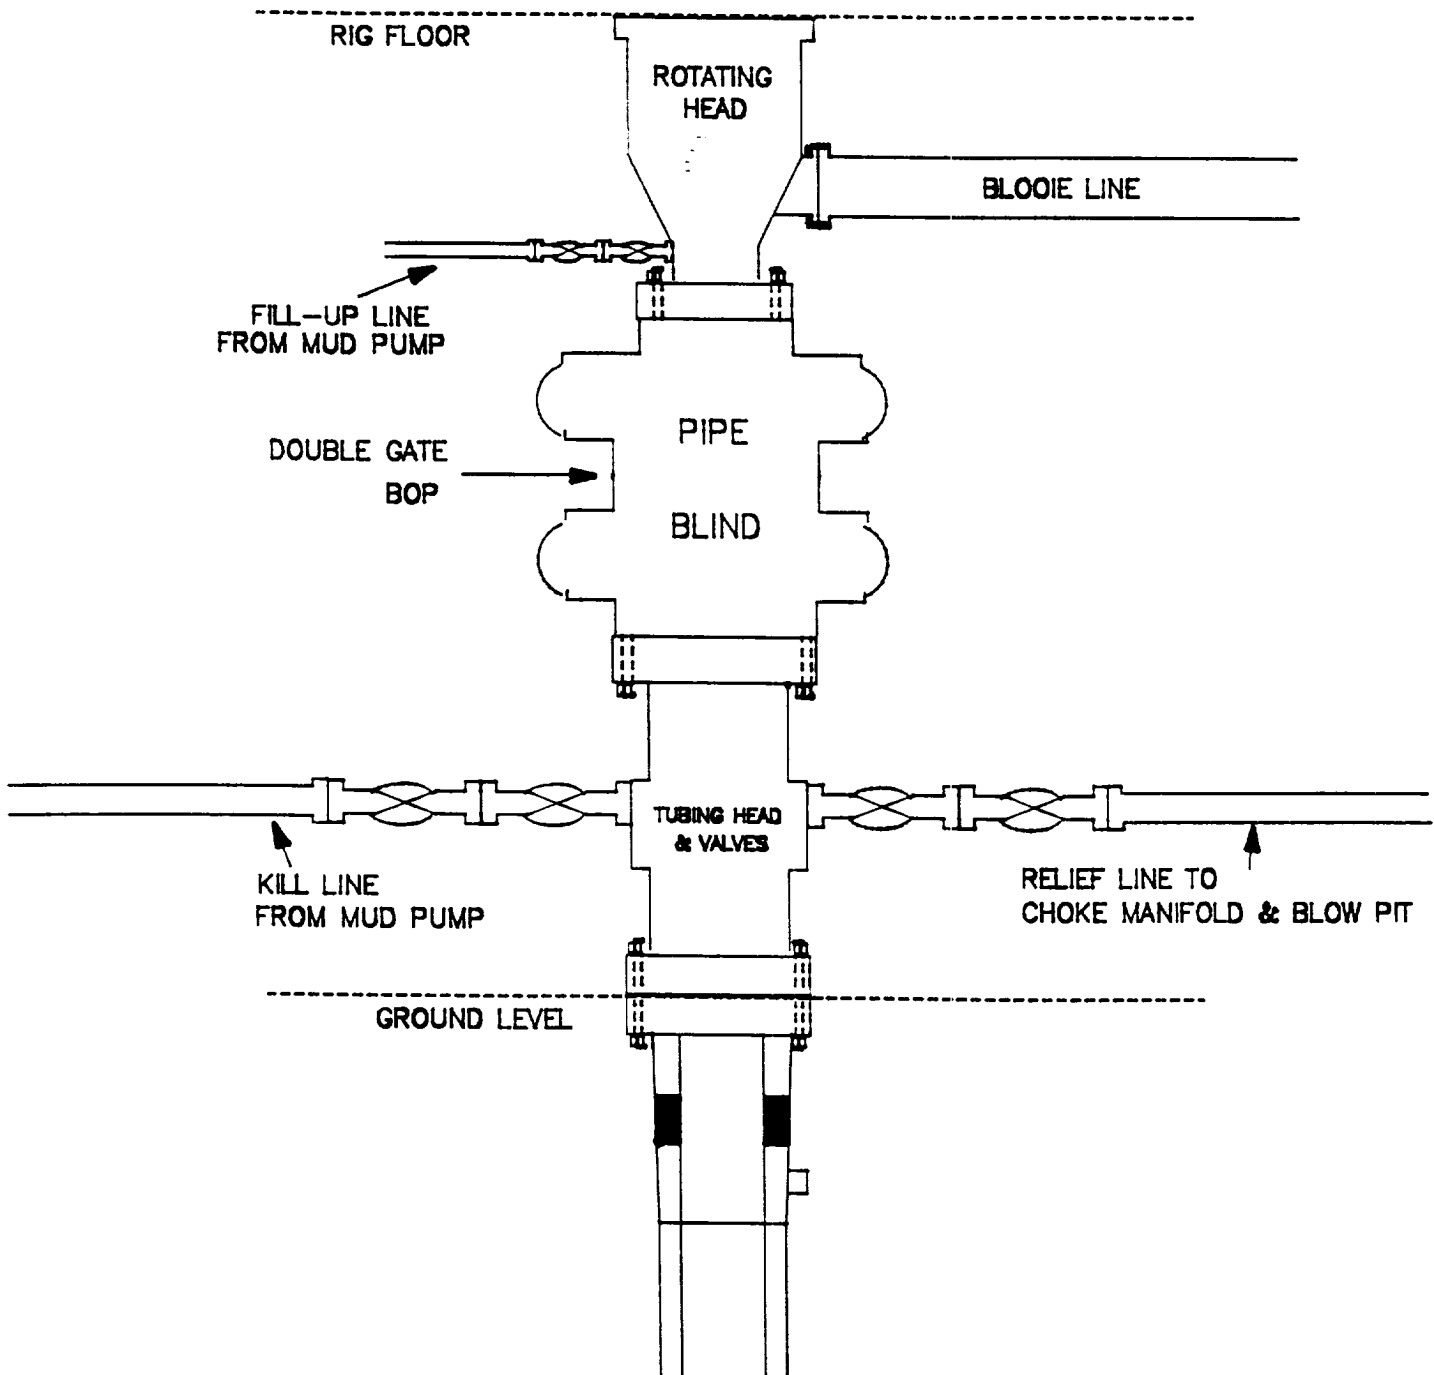 RIG FLOOR
ROTATING
HEAD
BLOOIE LINE
FILL-UP LINE
FROM MUD PUMP
PIPE
DOUBLE GATE
BOP
BLIND
TUBING HEAD
& VALVES
KILL LINE
FROM MUD PUMP
RELIEF LINE TO
CHOKE MANIFOLD & BLOW PIT
GROUND LEVEL